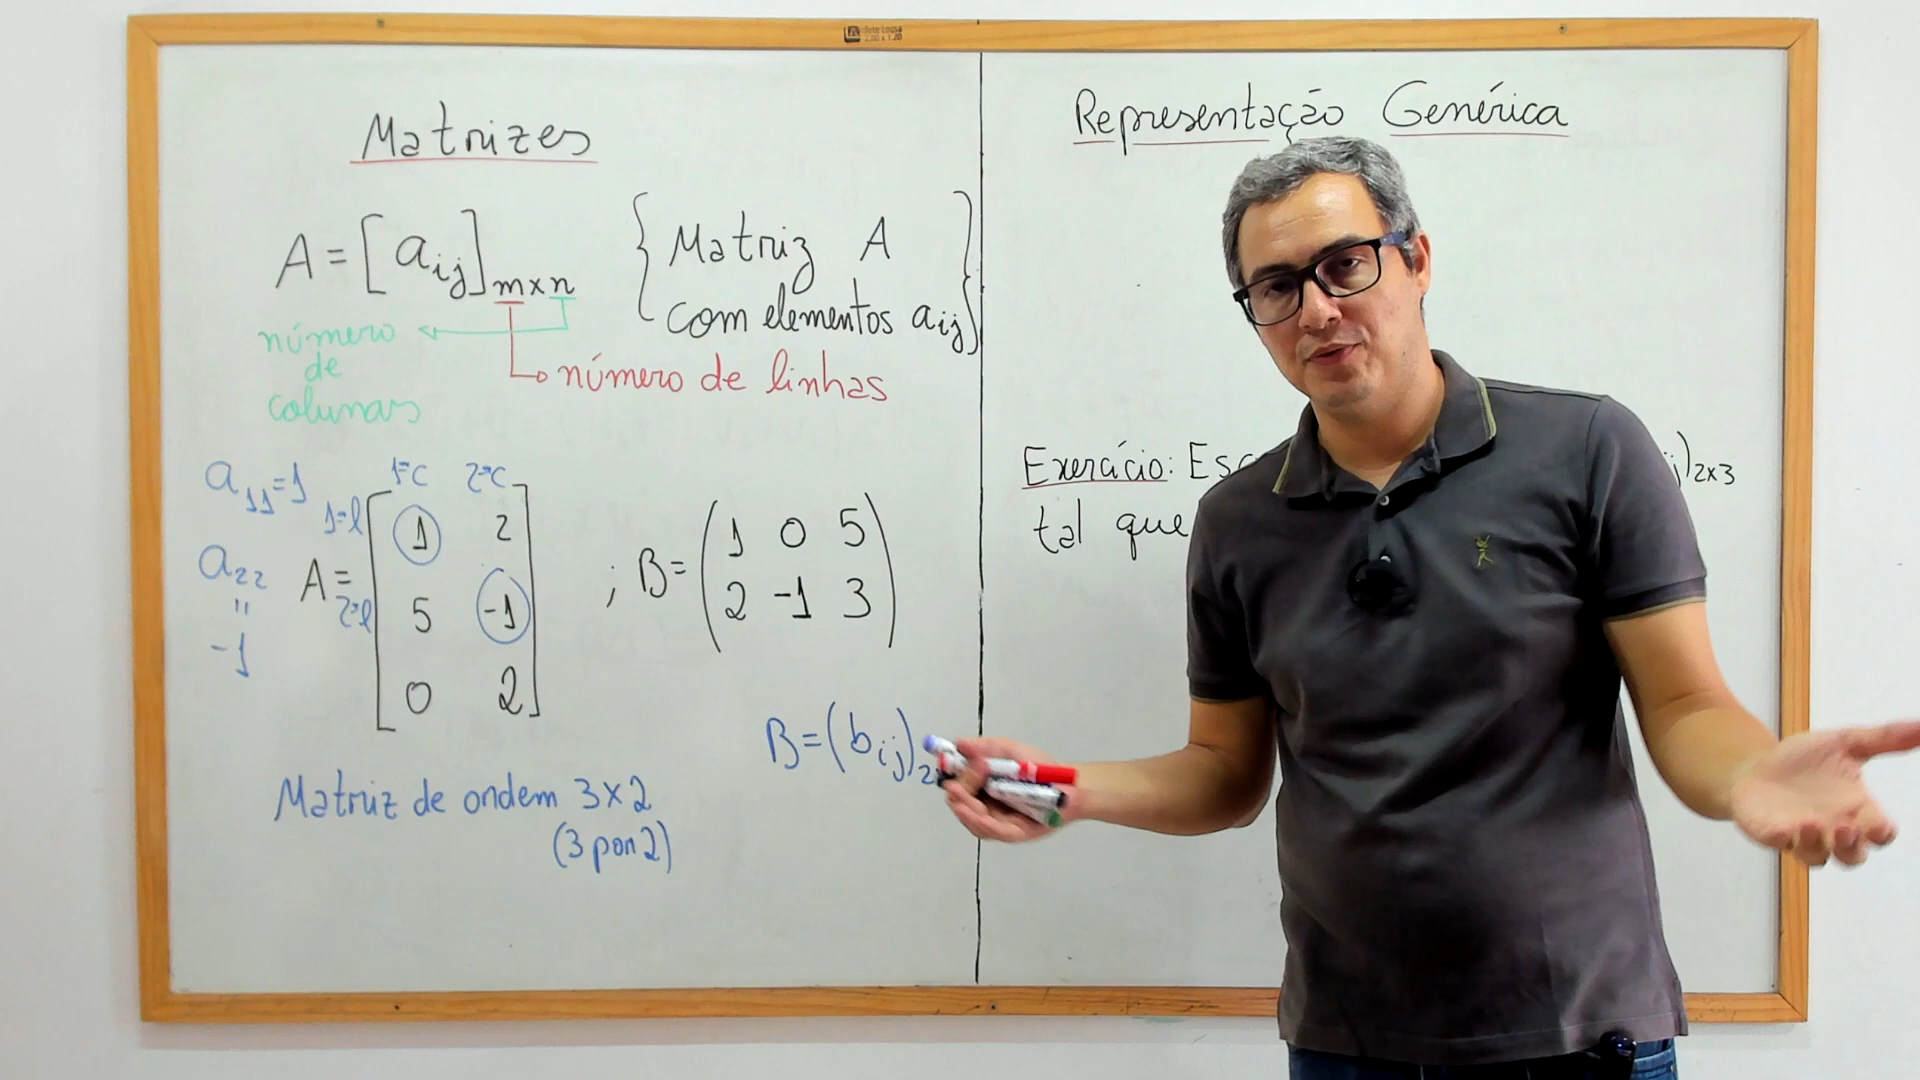 Matrizes
A = [aij]m×n
{Matriz A
com elementos aij}
número
de
colunas
número de linhas
a11=1
1ªc 2ªc
1ªl
1 2
a22
"
-1
A=
2ªl
5 -1
0 2
; B= (1 0 5
2 -1 3)
B=(bij)2
Matriz de ordem 3x2
(3 por 2)
Representação Genérica
Exercício: )2x3
tal que